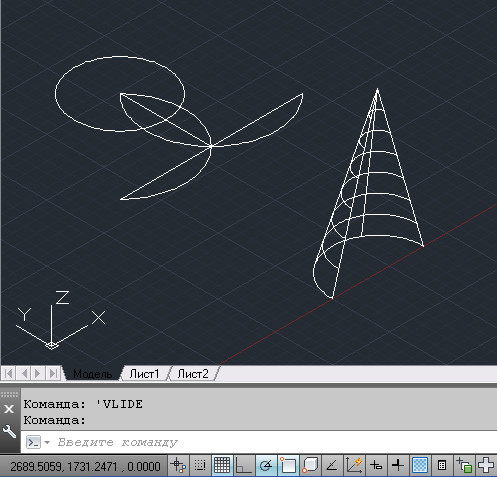 Z
Y
X
Модель Лист1 Лист2
Команда: 'VLIDE
Команда:
Введите команду
2689.5059, 1731.2471 , 0.0000